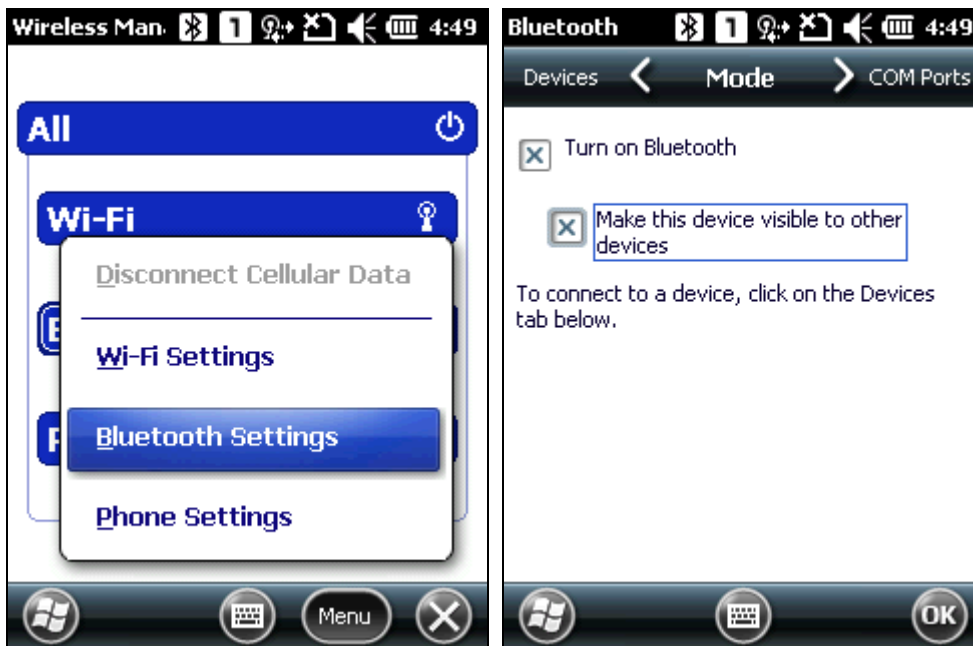 Wireless Man. 1 4:49
All
Wi-Fi
Disconnect Cellular Data
Wi-Fi Settings
Bluetooth Settings
Phone Settings
Menu
Bluetooth 1 4:49
Devices Mode COM Ports
Turn on Bluetooth
Make this device visible to other
devices
To connect to a device, click on the Devices
tab below.
OK